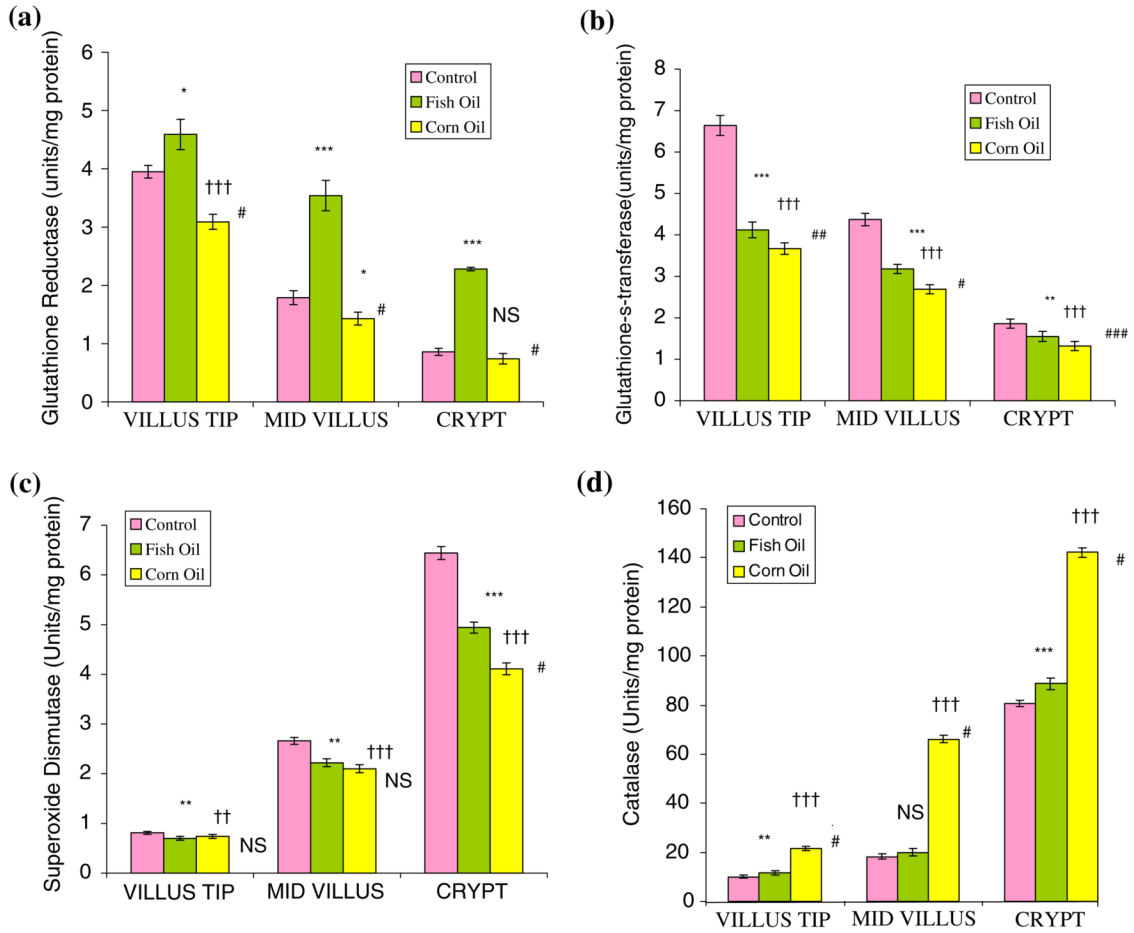 (a)
Glutathione Reductase (units/mg protein)
6
5
4
3
2
1
0
Control
Fish Oil
Corn Oil
*
†††
#
***
*
#
***
NS
#
VILLUS TIP
MID VILLUS
CRYPT
(b)
Glutathione-s-transferase(units/mg protein)
8
7
6
5
4
3
2
1
0
Control
Fish Oil
Corn Oil
***
†††
##
***
†††
#
**
†††
###
VILLUS TIP
MID VILLUS
CRYPT
(c)
Superoxide Dismutase (Units/mg protein)
7
6
5
4
3
2
1
0
Control
Fish Oil
Corn Oil
**
††
NS
**
†††
NS
***
†††
#
VILLUS TIP
MID VILLUS
CRYPT
(d)
Catalase (Units/mg protein)
160
140
120
100
80
60
40
20
0
Control
Fish Oil
Corn Oil
**
†††
#
NS
†††
#
***
†††
#
VILLUS TIP
MID VILLUS
CRYPT